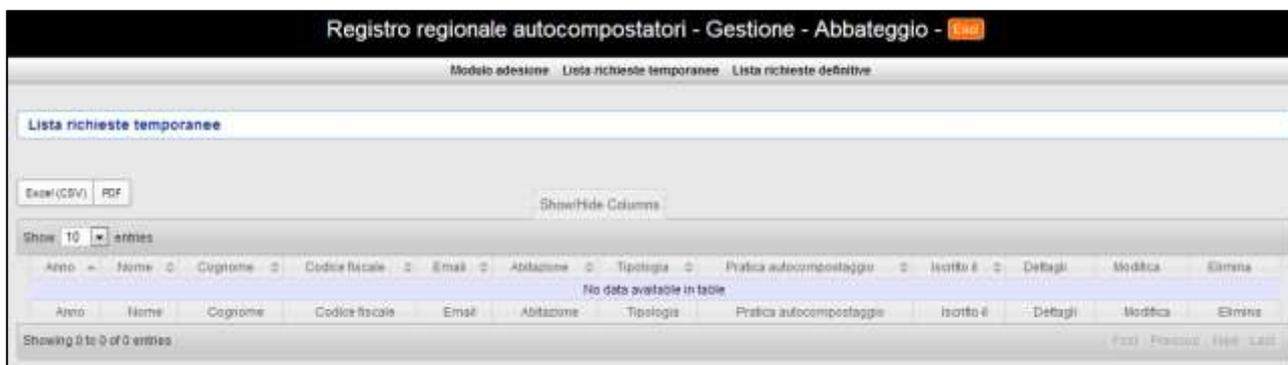 Registro regionale autocompostatori - Gestione - Abbateggio - Esci
Modulo adesione Lista richieste temporanee Lista richieste definitive
Lista richieste temporanee
Excel (CSV) PDF
Show/Hide Columns
Show 10 entries
Anno Nome Cognome Codice fiscale Email Abitazione Tipologia Pratica autocompostaggio Iscritto il Dettagli Modifica Elimina
No data available in table
Anno Nome Cognome Codice fiscale Email Abitazione Tipologia Pratica autocompostaggio Iscritto il Dettagli Modifica Elimina
Showing 0 to 0 of 0 entries
First Previous Next Last